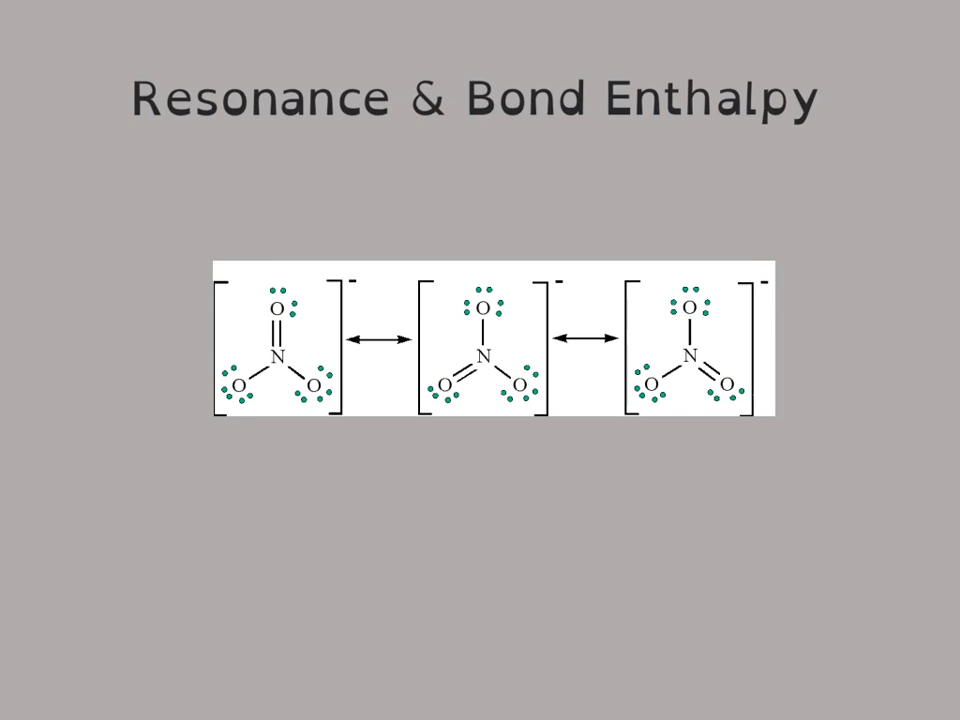 Resonance & Bond Enthalpy
O O O
- - -
N N N
O O O O O O